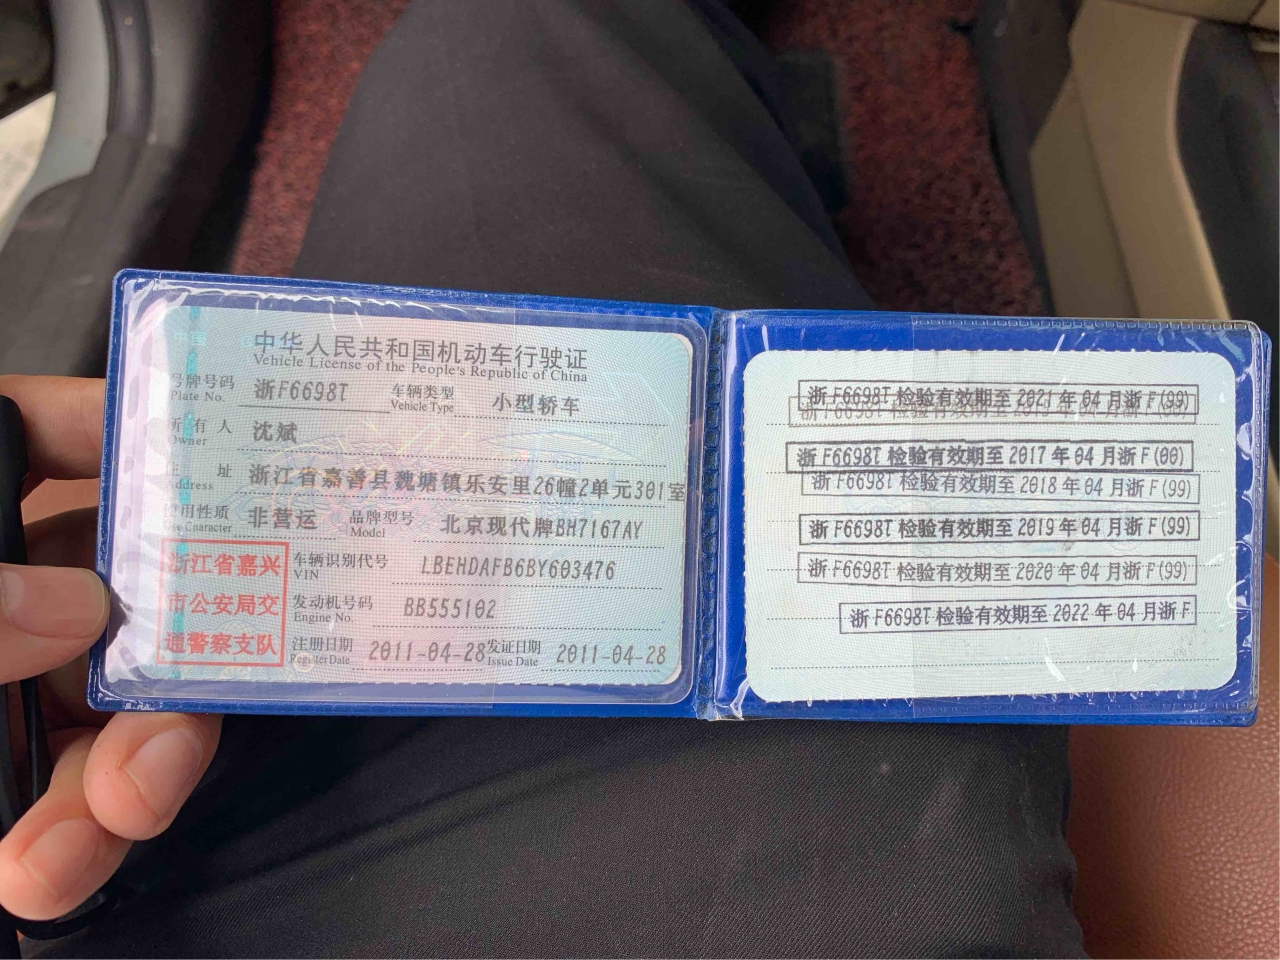 中华人民共和国机动车行驶证
Vehicle License of the People's Republic of China
号牌号码 浙F6698T 车辆类型 小型轿车
Plate No. Vehicle Type
所有人 沈斌
Owner
住址 浙江省嘉善县魏塘镇乐安里26幢2单元301室
Address
使用性质 非营运 品牌型号 北京现代牌BH7167AY
Use Character Model
浙江省嘉兴
市公安局交
通警察支队
车辆识别代号 LBEHDAFB6BY603476
VIN
发动机号码 BB555102
Engine No.
注册日期 2011-04-28 发证日期 2011-04-28
Register Date Issue Date
浙F6698T 检验有效期至2021年04月浙F(99)
浙F6698T 检验有效期至2017年04月浙F(00)
浙F6698T 检验有效期至2018年04月浙F(99)
浙F6698T 检验有效期至2019年04月浙F(99)
浙F6698T 检验有效期至2020年04月浙F(99)
浙F6698T 检验有效期至2022年04月浙F